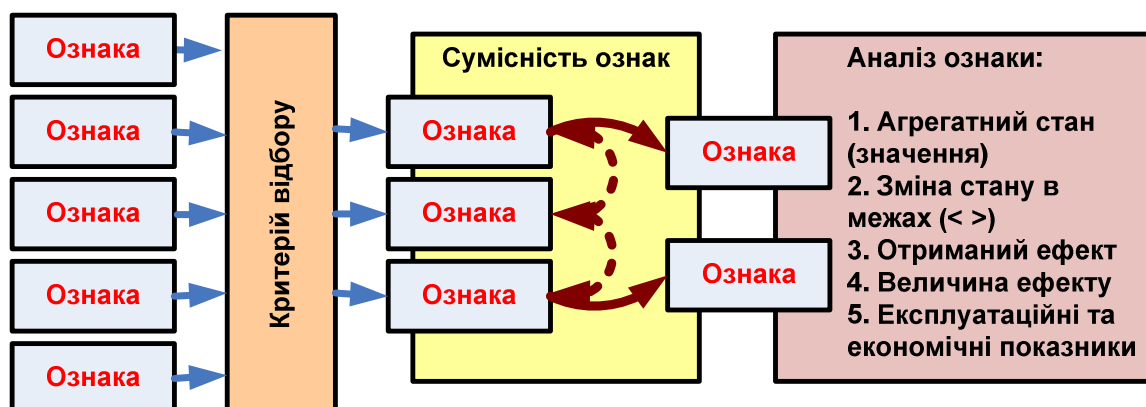 Ознака
Ознака
Ознака
Ознака
Ознака
Критерій відбору
Сумісність ознак
Ознака
Ознака
Ознака
Ознака
Ознака
Аналіз ознаки:
1. Агрегатний стан
(значення)
2. Зміна стану в
межах (< >)
3. Отриманий ефект
4. Величина ефекту
5. Експлуатаційні та
економічні показники